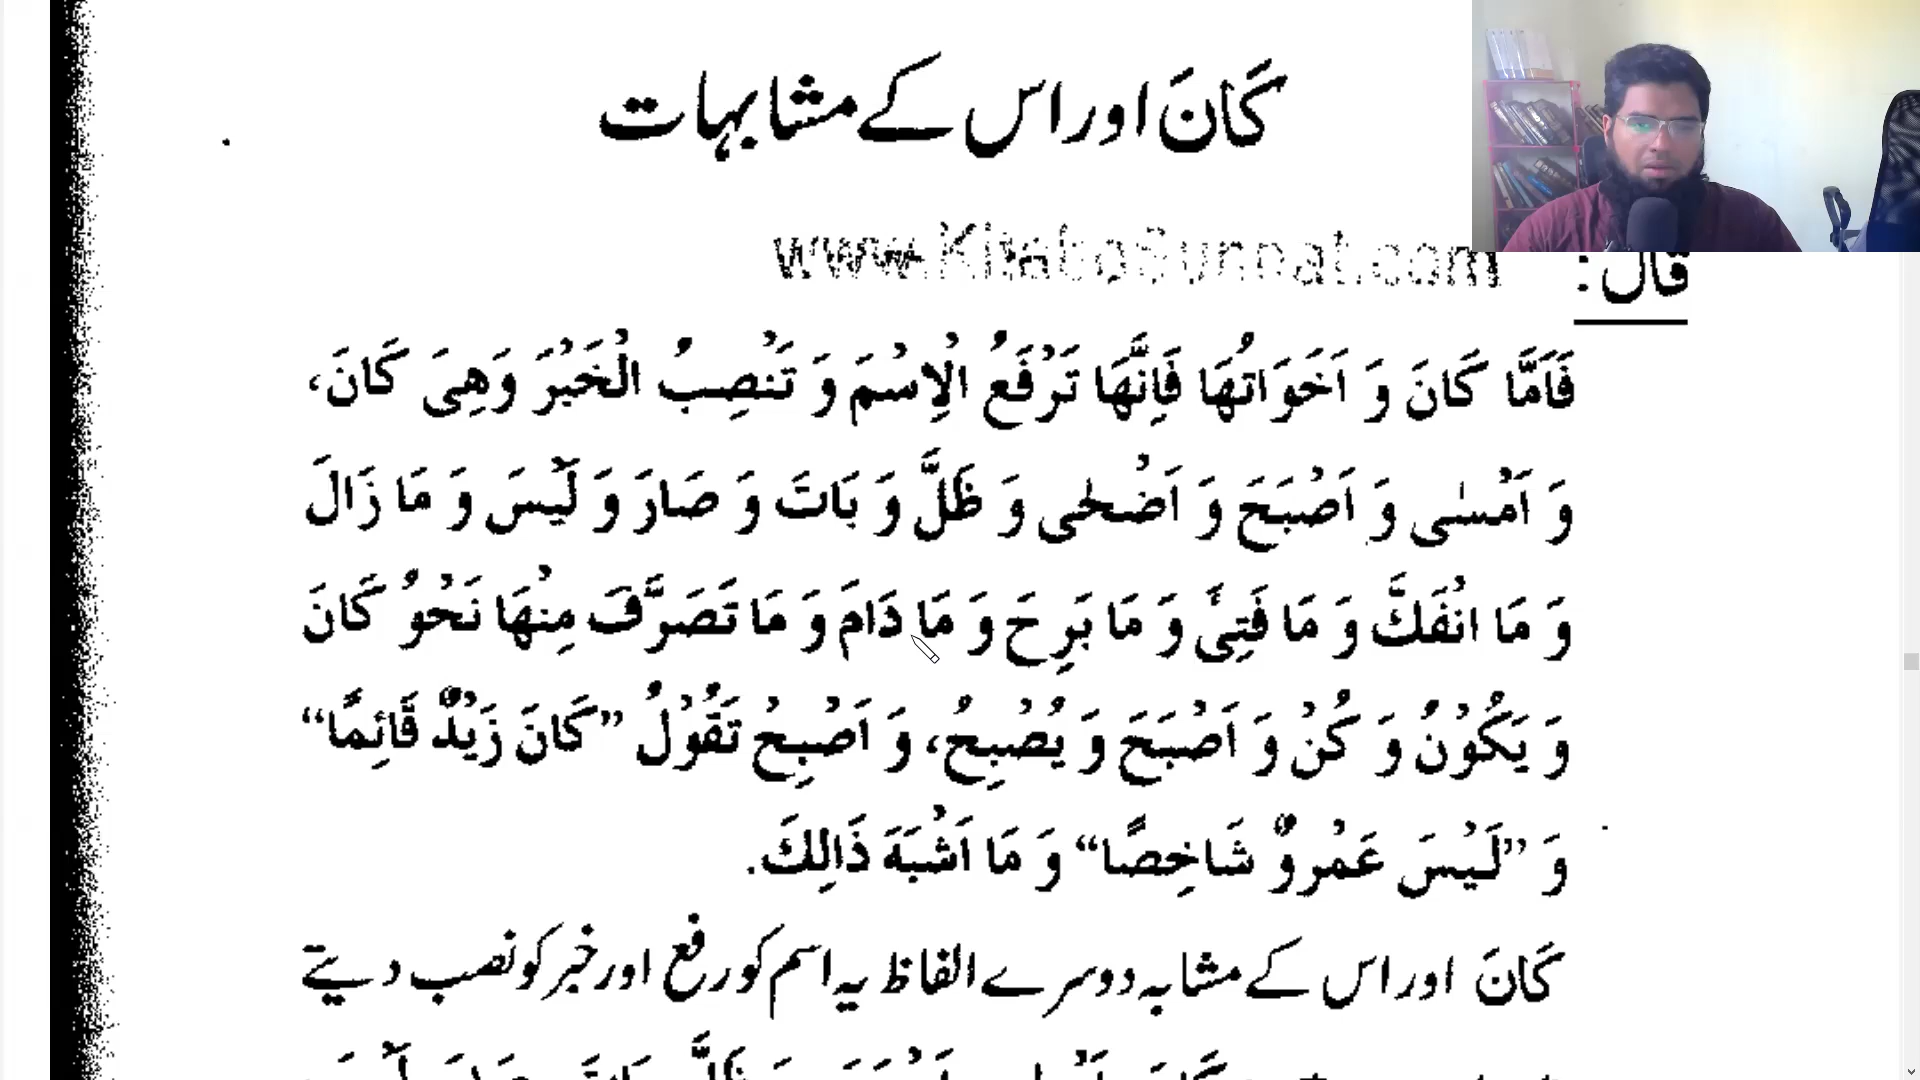 كَانَ اور اس کے مشابہات
www.KitaboSunnat.com
قال:
فَاَمَّا كَانَ وَ اَخَوَاتُهَا فَاِنَّهَا تَرْفَعُ الْاِسْمَ وَ تَنْصِبُ الْخَبْرَ وَهِیَ كَانَ،
وَ اَمْسٰی وَ اَصْبَحَ وَ اَضْحٰی وَ ظَلَّ وَ بَاتَ وَ صَارَ وَ لَيْسَ وَ مَا زَالَ
وَ مَا انْفَكَّ وَ مَا فَتِیَٔ وَ مَا بَرِحَ وَ مَا دَامَ وَ مَا تَصَرَّفَ مِنْهَا نَحْوُ كَانَ
وَ يَكُوْنُ وَ كُنْ وَ اَصْبَحَ وَ يُصْبِحُ، وَ اَصْبِحْ تَقُوْلُ ”كَانَ زَيْدٌ قَائِمًا“
وَ ”لَيْسَ عَمْروٌ شَاخِصًا“ وَ مَا اَشْبَهَ ذَالِكَ.
كَانَ اور اس کے مشابہ دوسرے الفاظ یہ اسم کو رفع اور خبر کو نصب دیتے